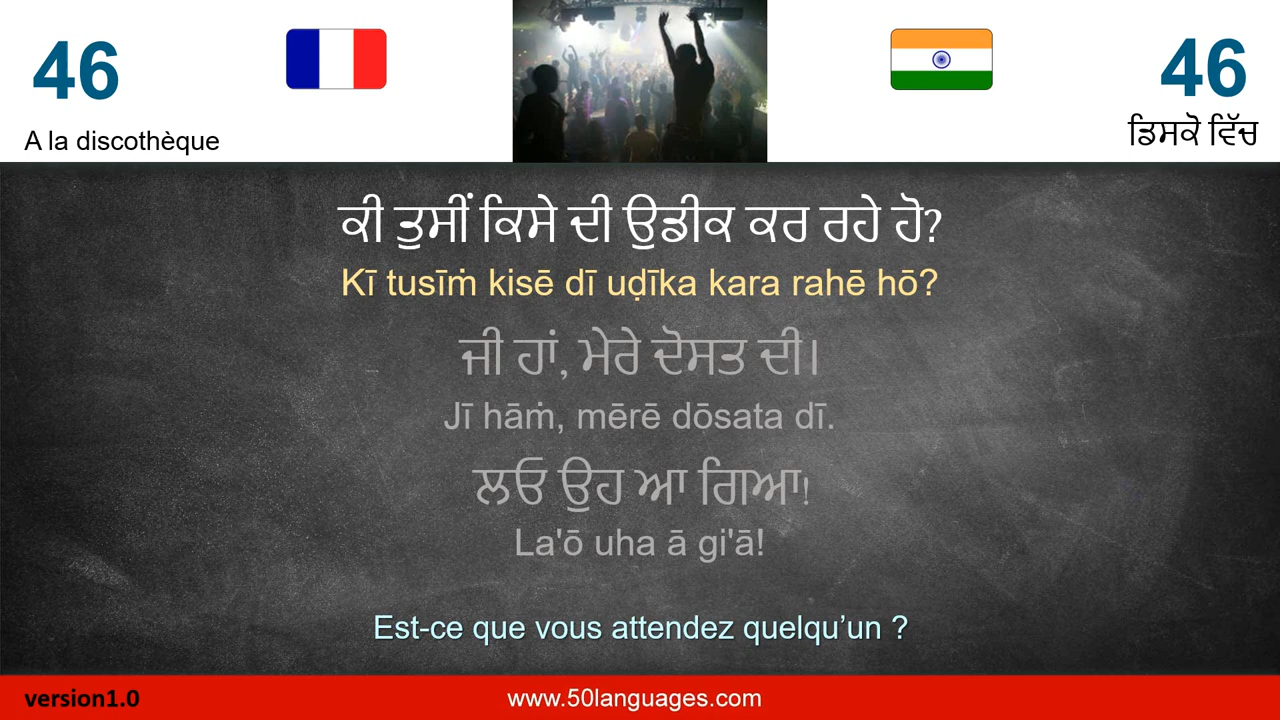 46
A la discothèque
46
ਡਿਸਕੋ ਵਿੱਚ
ਕੀ ਤੁਸੀਂ ਕਿਸੇ ਦੀ ਉਡੀਕ ਕਰ ਰਹੇ ਹੋ?
Kī tusīṁ kisē dī uḍīka kara rahē hō?
ਜੀ ਹਾਂ, ਮੇਰੇ ਦੋਸਤ ਦੀ।
Jī hāṁ, mērē dōsata dī.
ਲਓ ਉਹ ਆ ਗਿਆ!
La'ō uha ā gi'ā!
Est-ce que vous attendez quelqu’un ?
version1.0
www.50languages.com